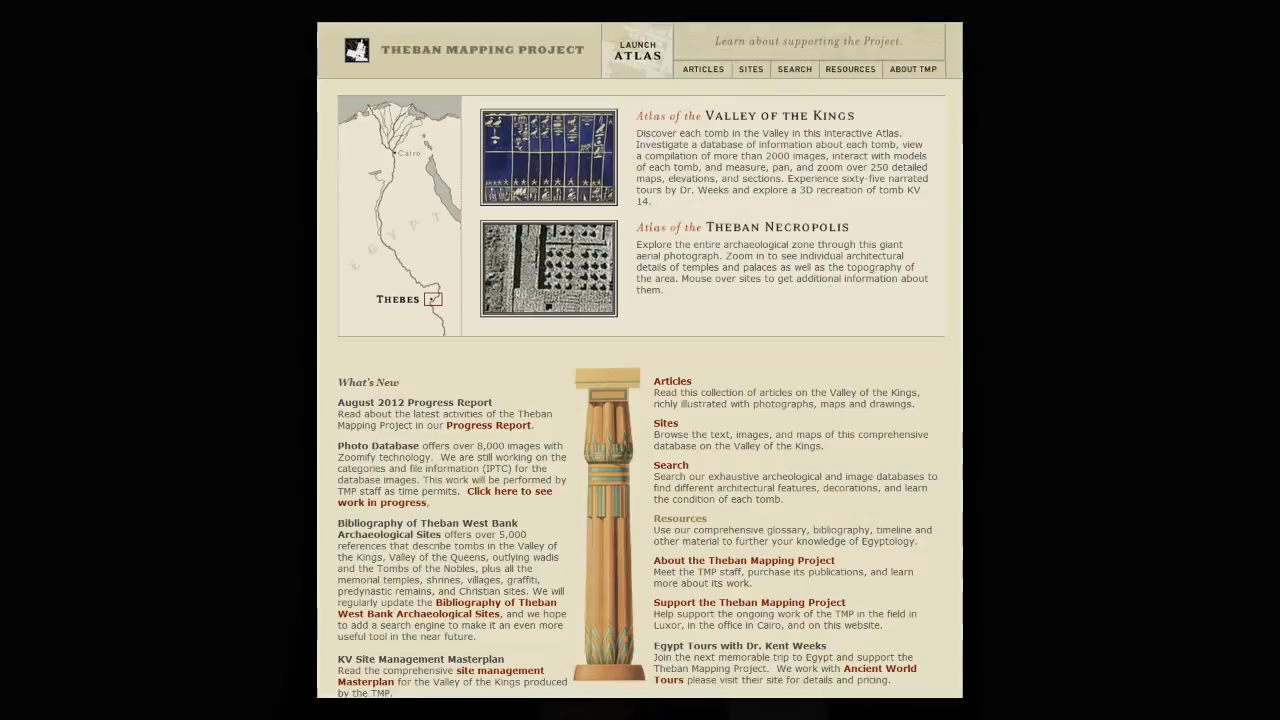 THEBAN MAPPING PROJECT
LAUNCH
ATLAS
Learn about supporting the Project.
ARTICLES
SITES
SEARCH
RESOURCES
ABOUT TMP
Cairo
EGYPT
THEBES
Atlas of the VALLEY OF THE KINGS
Discover each tomb in the Valley in this interactive Atlas.
Investigate a database of information about each tomb, view
a compilation of more than 2000 images, interact with models
of each tomb, and measure, pan, and zoom over 250 detailed
maps, elevations, and sections. Experience sixty-five narrated
tours by Dr. Weeks and explore a 3D recreation of tomb KV
14.
Atlas of the THEBAN NECROPOLIS
Explore the entire archaeological zone through this giant
aerial photograph. Zoom in to see individual architectural
details of temples and palaces as well as the topography of
the area. Mouse over sites to get additional information about
them.
What's New
August 2012 Progress Report
Read about the latest activities of the Theban
Mapping Project in our Progress Report.
Photo Database offers over 8,000 images with
Zoomify technology. We are still working on the
categories and file information (IPTC) for the
database images. This work will be performed by
TMP staff as time permits. Click here to see
work in progress,
Bibliography of Theban West Bank
Archaeological Sites offers over 5,000
references that describe tombs in the Valley of
the Kings, Valley of the Queens, outlying wadis
and the Tombs of the Nobles, plus all the
memorial temples, shrines, villages, graffiti,
predynastic remains, and Christian sites. We will
regularly update the Bibliography of Theban
West Bank Archaeological Sites, and we hope
to add a search engine to make it an even more
useful tool in the near future.
KV Site Management Masterplan
Read the comprehensive site management
Masterplan for the Valley of the Kings produced
by the TMP.
Articles
Read this collection of articles on the Valley of the Kings,
richly illustrated with photographs, maps and drawings.
Sites
Browse the text, images, and maps of this comprehensive
database on the Valley of the Kings.
Search
Search our exhaustive archeological and image databases to
find different architectural features, decorations, and learn
the condition of each tomb.
Resources
Use our comprehensive glossary, bibliography, timeline and
other material to further your knowledge of Egyptology.
About the Theban Mapping Project
Meet the TMP staff, purchase its publications, and learn
more about its work.
Support the Theban Mapping Project
Help support the ongoing work of the TMP in the field in
Luxor, in the office in Cairo, and on this website.
Egypt Tours with Dr. Kent Weeks
Join the next memorable trip to Egypt and support the
Theban Mapping Project. We work with Ancient World
Tours please visit their site for details and pricing.